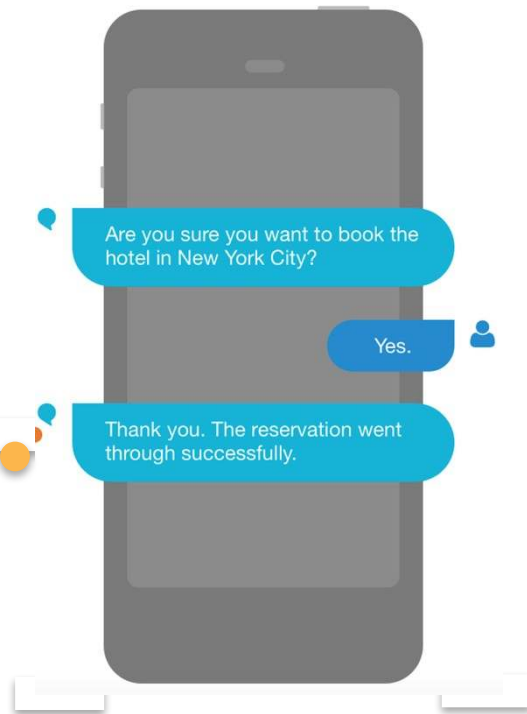 Are you sure you want to book the
hotel in New York City?
Yes.
Thank you. The reservation went
through successfully.